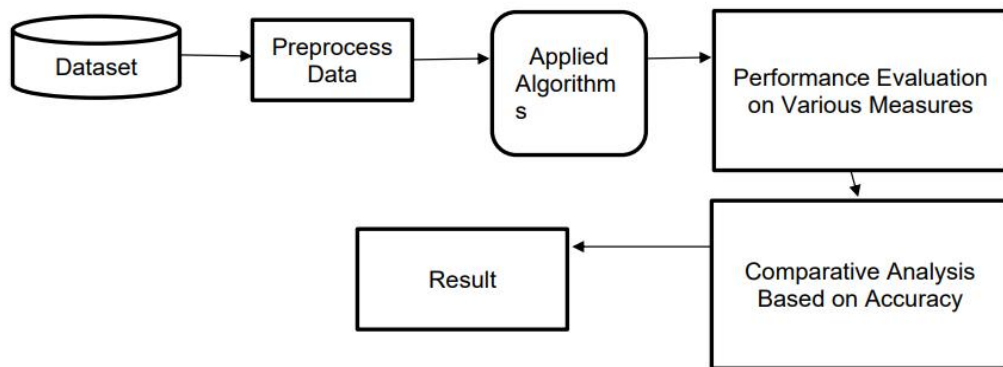 Dataset
Preprocess
Data
Applied
Algorithm
s
Performance Evaluation
on Various Measures
Result
Comparative Analysis
Based on Accuracy